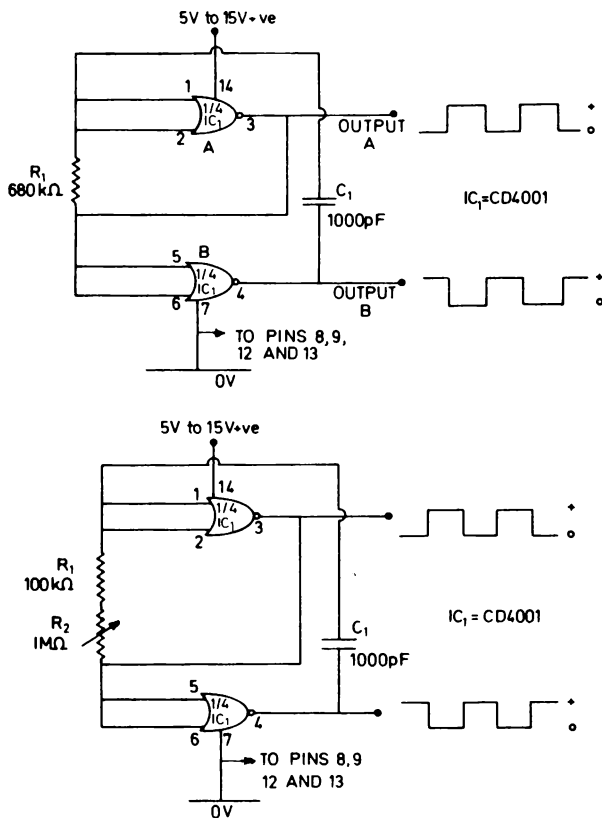 5V to 15V+ve
1
14
1/4
IC1
2
A
3
OUTPUT
A
+
o
R1
680kΩ
C1
1000pF
IC1=CD4001
B
5
1/4
IC1
6
7
4
OUTPUT
B
+
o
TO PINS 8,9,
12 AND 13
0V
5V to 15V+ve
1
14
1/4
IC1
2
3
+
o
R1
100kΩ
R2
1MΩ
C1
1000pF
IC1 = CD4001
5
1/4
IC1
6
7
4
+
o
TO PINS 8,9
12 AND 13
0V